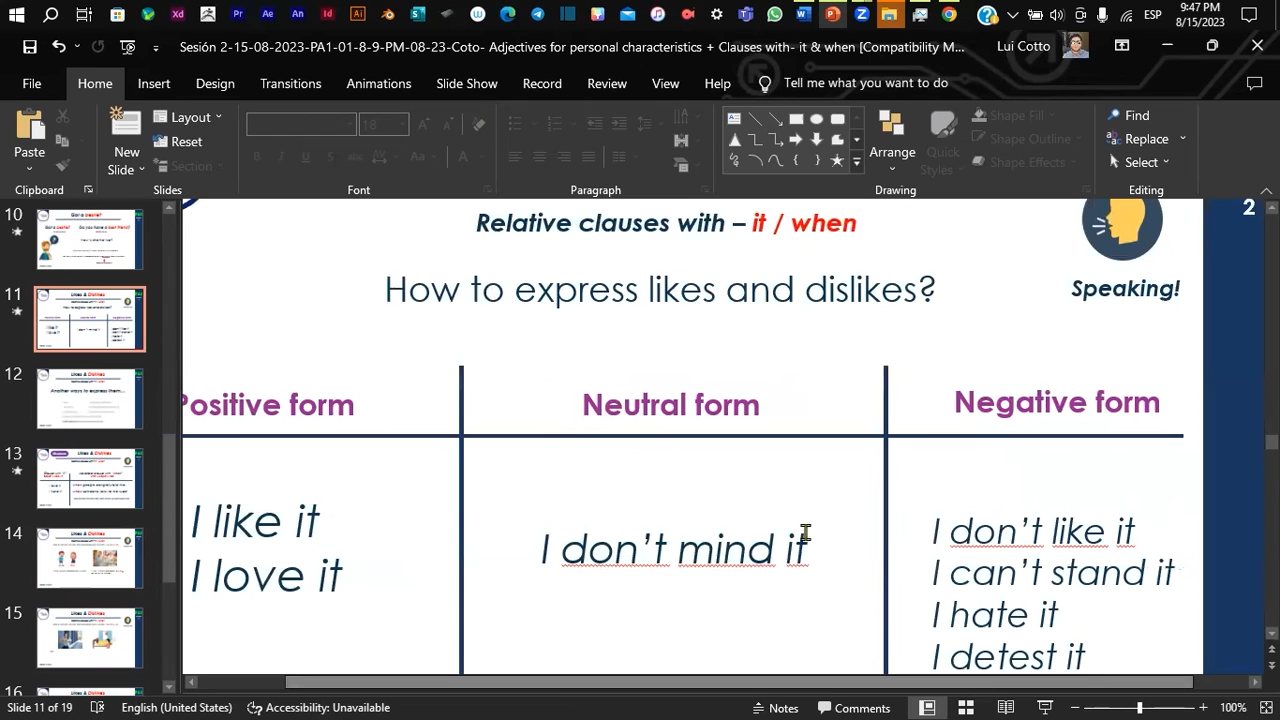 9:47 PM
ESP
8/15/2023
Sesión 2-15-08-2023-PA1-01-8-9-PM-08-23-Coto- Adjectives for personal characteristics + Clauses with- it & when [Compatibility M...
Lui Cotto
File
Home
Insert
Design
Transitions
Animations
Slide Show
Record
Review
View
Help
Tell me what you want to do
Paste
New
Slide
Layout
Reset
Section
18
Arrange
Quick
Styles
Shape Fill
Shape Outline
Shape Effects
Find
Replace
Select
Clipboard
Slides
Font
Paragraph
Drawing
Editing
10
11
12
13
14
15
16
2
Relative clauses with – it / when
How to express likes and dislikes?
Speaking!
Positive form
Neutral form
Negative form
I like it
I love it
I don't mind it
I don't like it
I can't stand it
I hate it
I detest it
Slide 11 of 19
English (United States)
Accessibility: Unavailable
Notes
Comments
100%